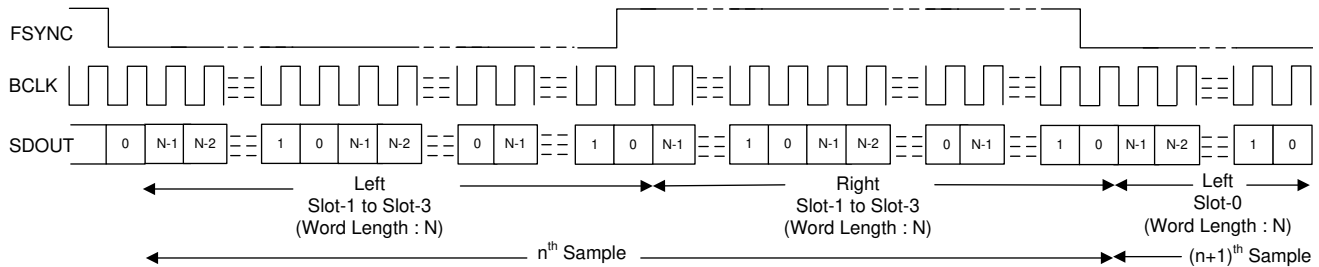 FSYNC
BCLK
SDOUT 0 N-1 N-2 1 0 N-1 N-2 0 N-1 1 0 N-1 1 0 N-1 N-2 0 N-1 1 0 N-1 N-2 1 0
Left Right Left
Slot-1 to Slot-3 Slot-1 to Slot-3 Slot-0
(Word Length : N) (Word Length : N) (Word Length : N)
nth Sample (n+1)th Sample